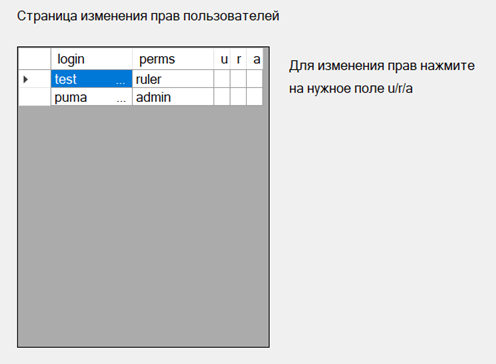 Страница изменения прав пользователей
login perms u r a
test ... ruler
puma ... admin
Для изменения прав нажмите
на нужное поле u/r/a